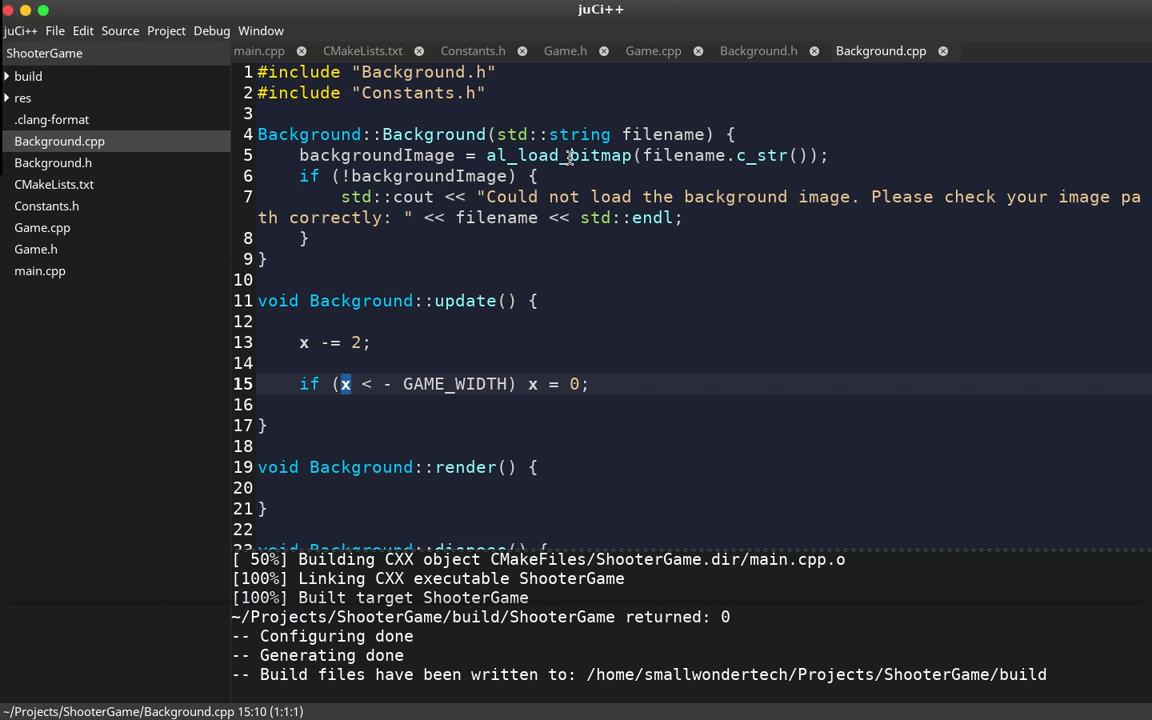 juCi++
juCi++ File Edit Source Project Debug Window
ShooterGame
main.cpp CMakeLists.txt Constants.h Game.h Game.cpp Background.h Background.cpp
build
res
.clang-format
Background.cpp
Background.h
CMakeLists.txt
Constants.h
Game.cpp
Game.h
main.cpp
1 #include "Background.h"
2 #include "Constants.h"
3
4 Background::Background(std::string filename) {
5 backgroundImage = al_load_bitmap(filename.c_str());
6 if (!backgroundImage) {
7 std::cout << "Could not load the background image. Please check your image pa
th correctly: " << filename << std::endl;
8 }
9 }
10
11 void Background::update() {
12
13 x -= 2;
14
15 if (x < - GAME_WIDTH) x = 0;
16
17 }
18
19 void Background::render() {
20
21 }
22
23 void Background::dispose() {
[ 50%] Building CXX object CMakeFiles/ShooterGame.dir/main.cpp.o
[100%] Linking CXX executable ShooterGame
[100%] Built target ShooterGame
~/Projects/ShooterGame/build/ShooterGame returned: 0
-- Configuring done
-- Generating done
-- Build files have been written to: /home/smallwondertech/Projects/ShooterGame/build
~/Projects/ShooterGame/Background.cpp 15:10 (1:1:1)